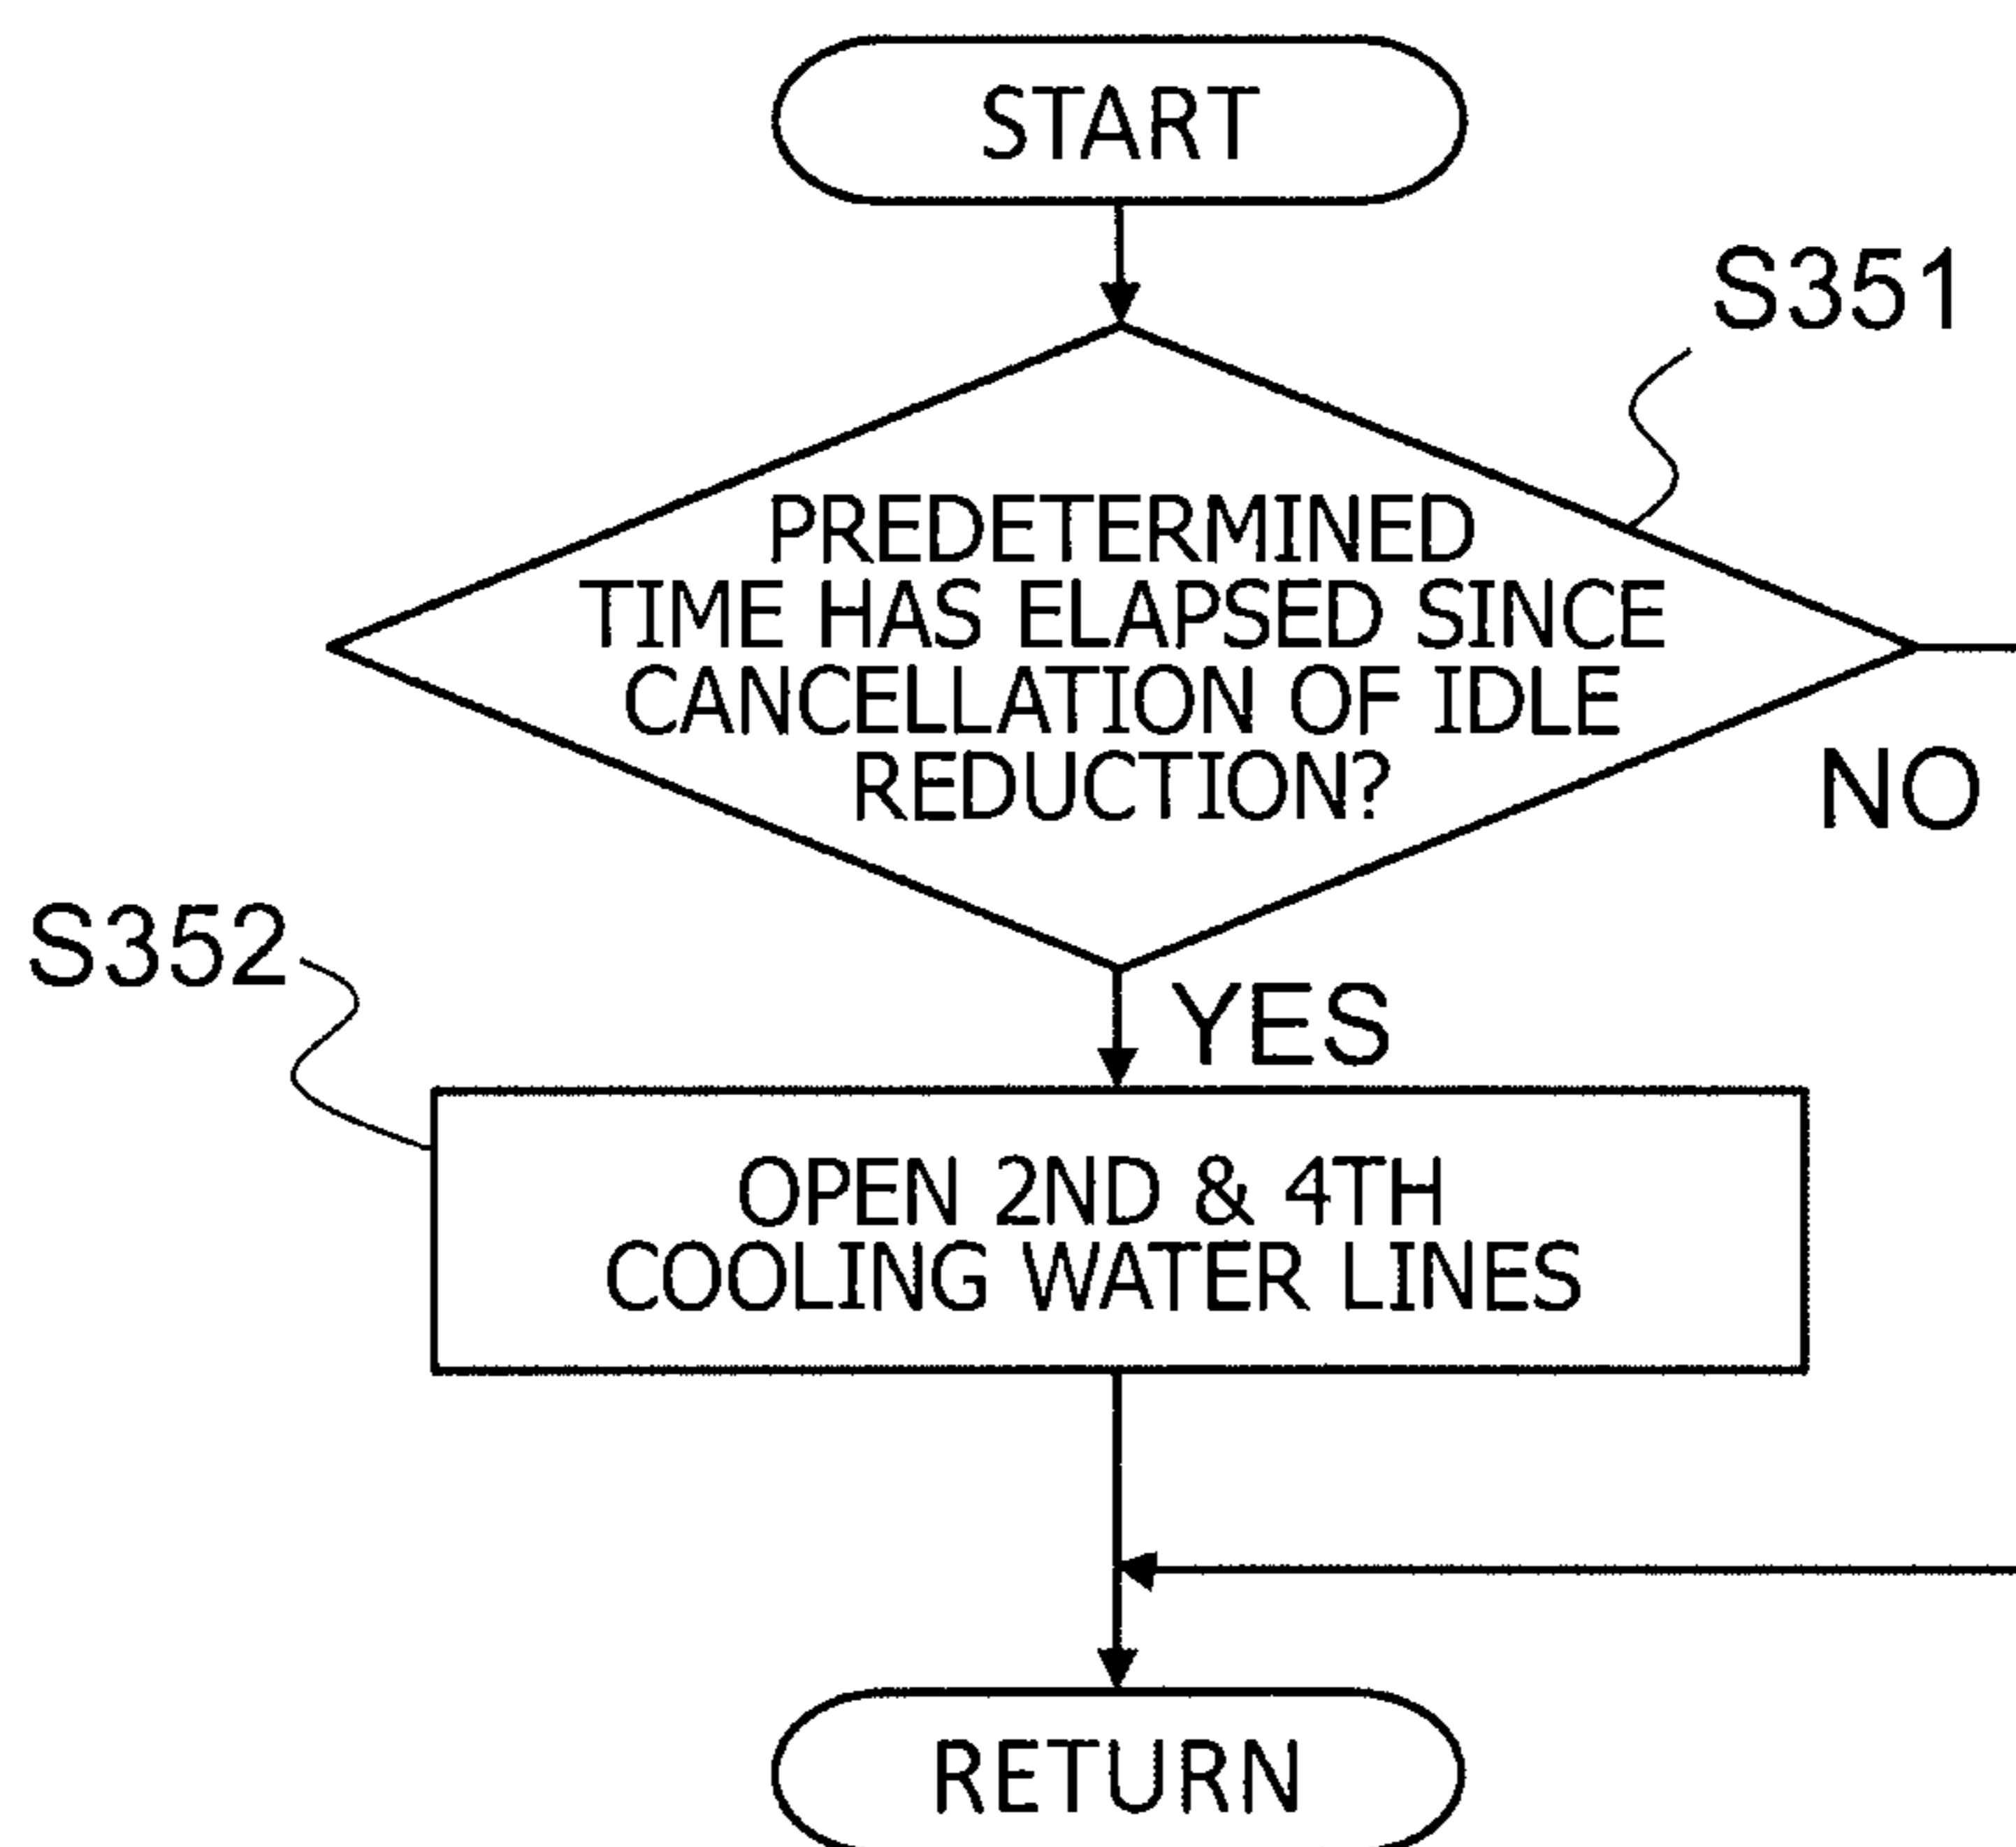 START
S351
PREDETERMINED
TIME HAS ELAPSED SINCE
CANCELLATION OF IDLE
REDUCTION?
NO
S352
YES
OPEN 2ND & 4TH
COOLING WATER LINES
RETURN